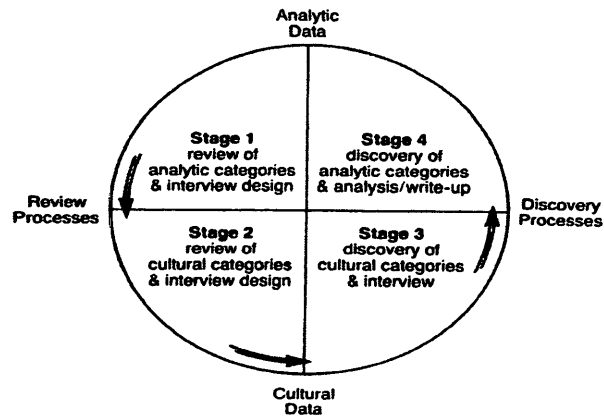 Analytic
Data
Stage 1
review of
analytic categories
& interview design
Stage 4
discovery of
analytic categories
& analysis/write-up
Review
Processes
Discovery
Processes
Stage 2
review of
cultural categories
& interview design
Stage 3
discovery of
cultural categories
& interview
Cultural
Data